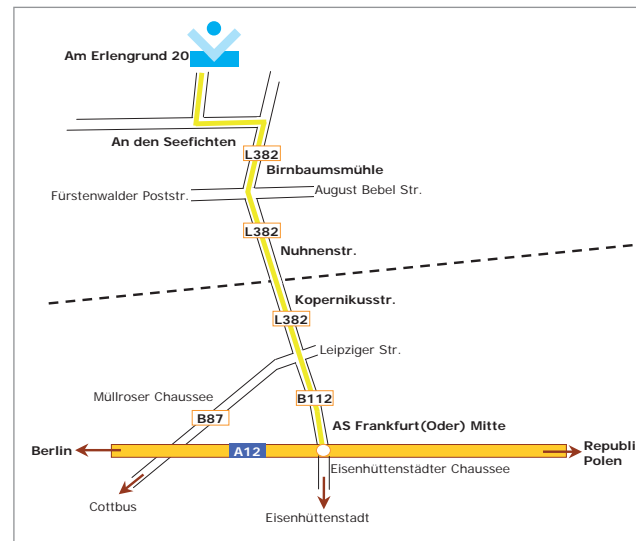 Am Erlengrund 20
An den Seefichten
L382
Birnbaumsmühle
Fürstenwalder Poststr.
August Bebel Str.
L382
Nuhnenstr.
Kopernikusstr.
L382
Leipziger Str.
Müllroser Chaussee
B112
B87
AS Frankfurt(Oder) Mitte
Berlin
A12
Republi
Polen
Eisenhüttenstädter Chaussee
Cottbus
Eisenhüttenstadt